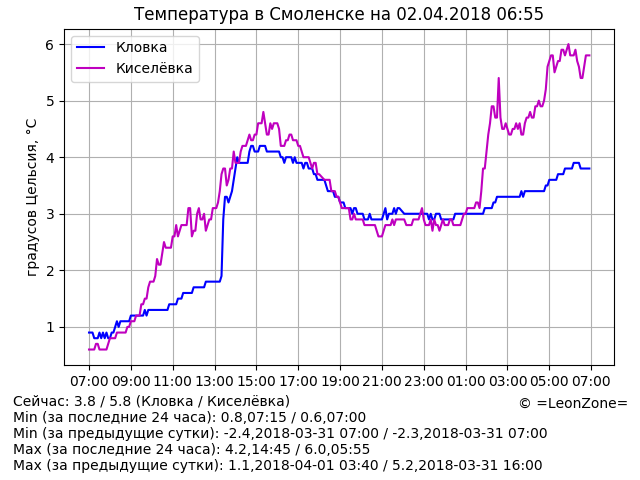 Температура в Смоленске на 02.04.2018 06:55
Кловка
Киселёвка
градусов Цельсия, °C
6
5
4
3
2
1
07:00 09:00 11:00 13:00 15:00 17:00 19:00 21:00 23:00 01:00 03:00 05:00 07:00
Сейчас: 3.8 / 5.8 (Кловка / Киселёвка)
© =LeonZone=
Min (за последние 24 часа): 0.8,07:15 / 0.6,07:00
Min (за предыдущие сутки): -2.4,2018-03-31 07:00 / -2.3,2018-03-31 07:00
Max (за последние 24 часа): 4.2,14:45 / 6.0,05:55
Max (за предыдущие сутки): 1.1,2018-04-01 03:40 / 5.2,2018-03-31 16:00